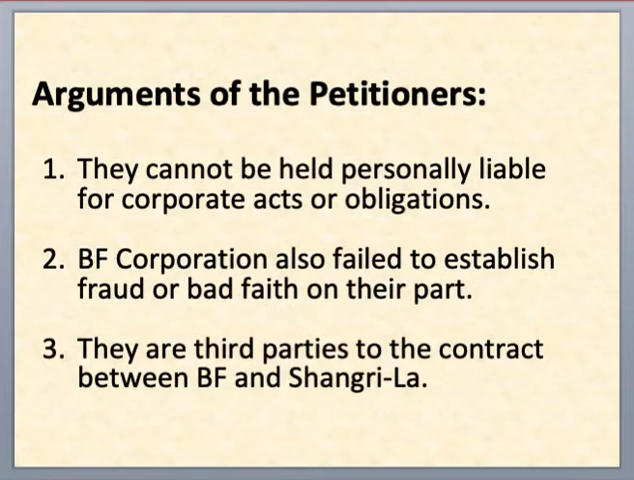 Arguments of the Petitioners:
1. They cannot be held personally liable
for corporate acts or obligations.
2. BF Corporation also failed to establish
fraud or bad faith on their part.
3. They are third parties to the contract
between BF and Shangri-La.